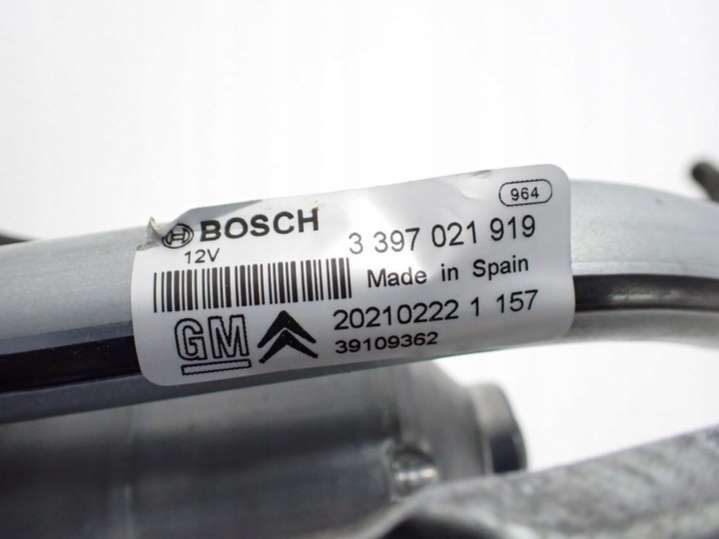 964
BOSCH 3 397 021 919
12V Made in Spain
GM 20210222 1 157
39109362